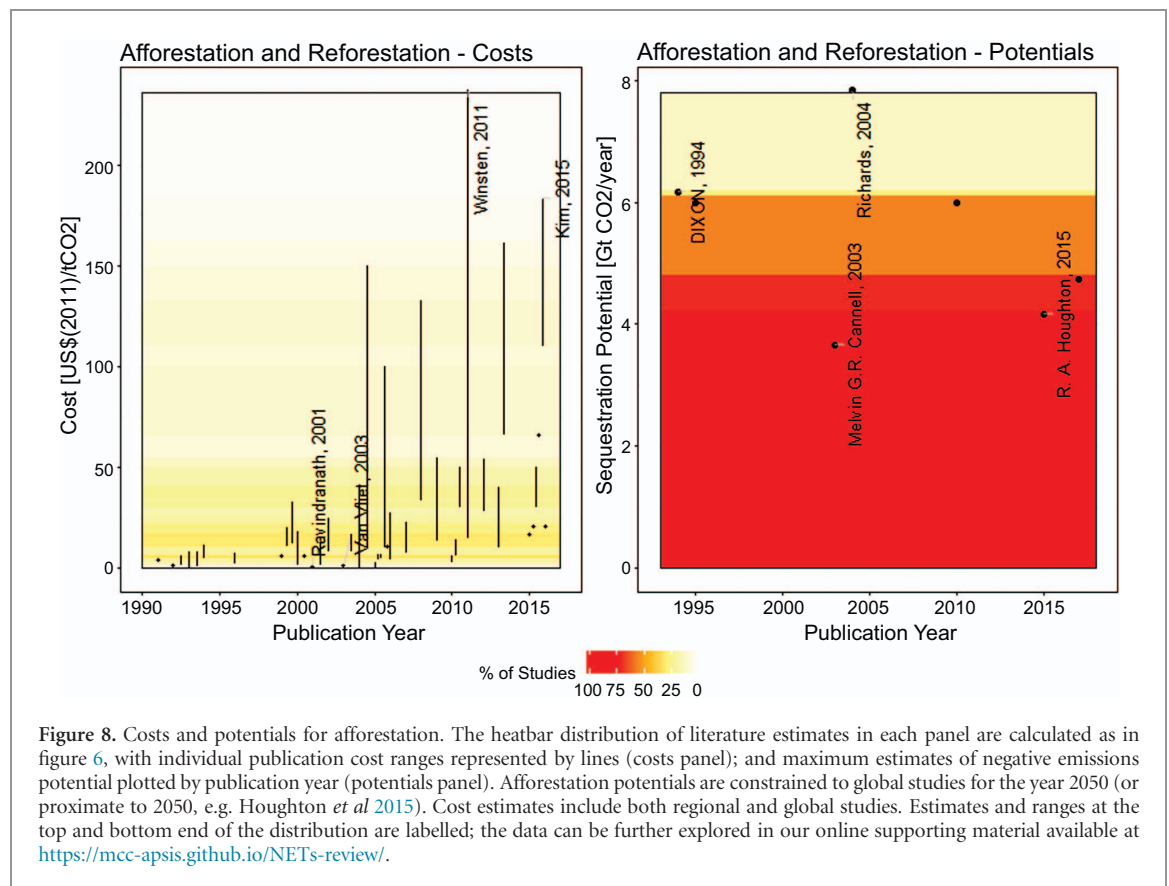 Afforestation and Reforestation - Costs
Cost [US$(2011)/tCO2]
200
150
100
50
0
1990 1995 2000 2005 2010 2015
Publication Year
Ravindranath, 2001
Van Vliet, 2003
Winsten, 2011
Kim, 2015
Afforestation and Reforestation - Potentials
Sequestration Potential [Gt CO2/year]
8
6
4
2
0
1995 2000 2005 2010 2015
Publication Year
DIXON, 1994
Melvin G.R. Cannell, 2003
Richards, 2004
R. A. Houghton, 2015
% of Studies
100 75 50 25 0
Figure 8. Costs and potentials for afforestation. The heatbar distribution of literature estimates in each panel are calculated as in
figure 6, with individual publication cost ranges represented by lines (costs panel); and maximum estimates of negative emissions
potential plotted by publication year (potentials panel). Afforestation potentials are constrained to global studies for the year 2050 (or
proximate to 2050, e.g. Houghton et al 2015). Cost estimates include both regional and global studies. Estimates and ranges at the
top and bottom end of the distribution are labelled; the data can be further explored in our online supporting material available at
https://mcc-apsis.github.io/NETs-review/.